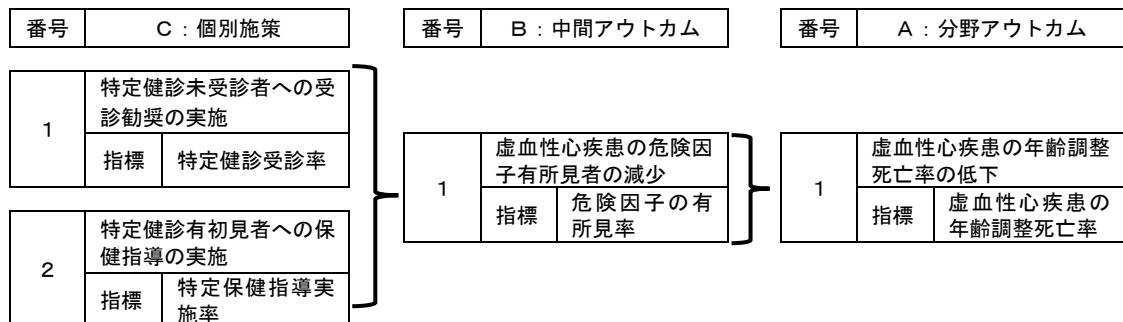 番号 C：個別施策 番号 B：中間アウトカム 番号 A：分野アウトカム
特定健診未受診者への受
診勧奨の実施
1
指標 特定健診受診率
虚血性心疾患の危険因
子有所見者の減少
1
指標 危険因子の有
所見率
虚血性心疾患の年齢調整
死亡率の低下
1
指標 虚血性心疾患の
年齢調整死亡率
特定健診有初見者への保
健指導の実施
2
指標 特定保健指導実
施率